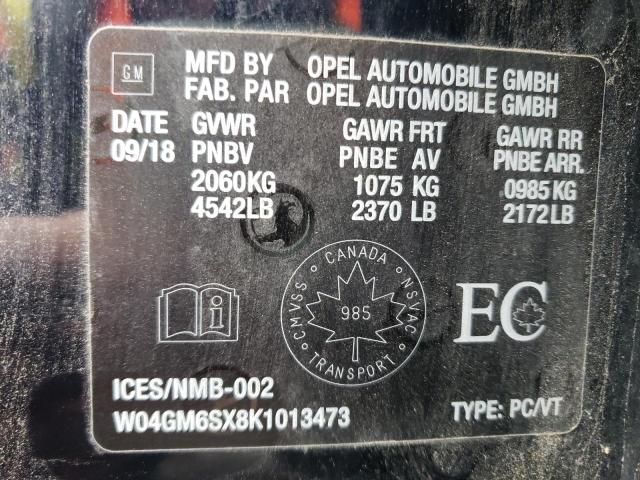 GM
MFD BY OPEL AUTOMOBILE GMBH
FAB. PAR OPEL AUTOMOBILE GMBH
DATE GVWR GAWR FRT GAWR RR
09/18 PNBV PNBE AV PNBE ARR.
2060KG 1075 KG 0985KG
4542LB 2370 LB 2172LB
CANADA
CMVSS 985 NSVAC
TRANSPORT
EC
ICES/NMB-002
W04GM6SX8K1013473 TYPE: PC/VT